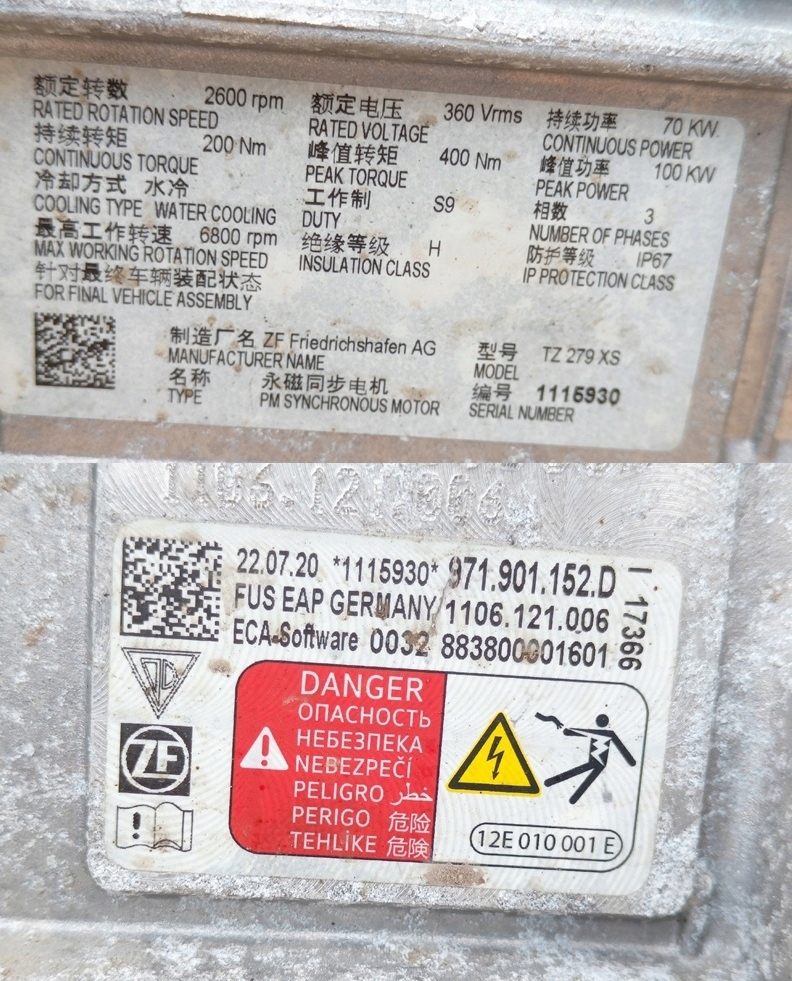 额定转数 2600 rpm 额定电压 360 Vrms 持续功率 70 KW
RATED ROTATION SPEED RATED VOLTAGE CONTINUOUS POWER
持续转矩 200 Nm 峰值转矩 400 Nm 峰值功率 100 KW
CONTINUOUS TORQUE PEAK TORQUE PEAK POWER
冷却方式 水冷 工作制 S9 相数 3
COOLING TYPE WATER COOLING DUTY NUMBER OF PHASES
最高工作转速 6800 rpm 绝缘等级 H 防护等级 IP67
MAX WORKING ROTATION SPEED INSULATION CLASS IP PROTECTION CLASS
针对最终车辆装配状态
FOR FINAL VEHICLE ASSEMBLY
制造厂名 ZF Friedrichshafen AG 型号 TZ 279 XS
MANUFACTURER NAME MODEL
名称 永磁同步电机 编号 1115930
TYPE PM SYNCHRONOUS MOTOR SERIAL NUMBER
22.07.20 *1115930* 971.901.152.D
FUS EAP GERMANY 1106.121.006
ECA-Software 0032 883800001601
I 17366
ZF
DANGER
ОПАСНОСТЬ
НЕБЕЗПЕКА
NEBEZPEČÍ
PELIGRO خطر
PERIGO 危险
TEHLİKE 危険
12E 010 001 E